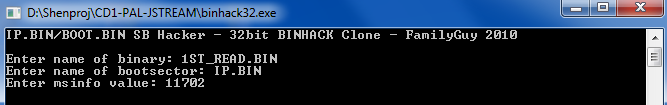 D:\Shenproj\CD1-PAL-JSTREAM\binhack32.exe
IP.BIN/BOOT.BIN SB Hacker - 32bit BINHACK Clone - FamilyGuy 2010
Enter name of binary: 1ST_READ.BIN
Enter name of bootsector: IP.BIN
Enter msinfo value: 11702